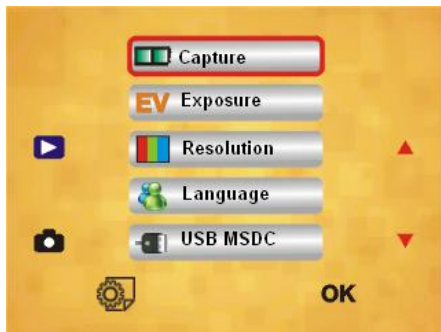 Capture
EV Exposure
Resolution
Language
USB MSDC
OK